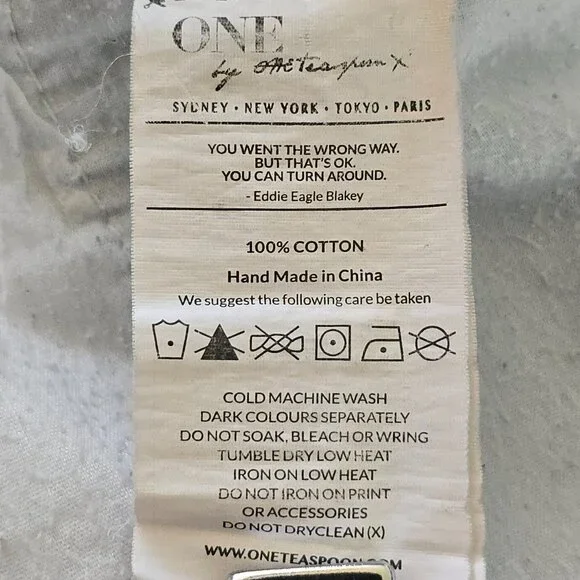 ONE
by ONE teaspoon X
SYDNEY • NEW YORK • TOKYO • PARIS
YOU WENT THE WRONG WAY.
BUT THAT'S OK.
YOU CAN TURN AROUND.
- Eddie Eagle Blakey
100% COTTON
Hand Made in China
We suggest the following care be taken
COLD MACHINE WASH
DARK COLOURS SEPARATELY
DO NOT SOAK, BLEACH OR WRING
TUMBLE DRY LOW HEAT
IRON ON LOW HEAT
DO NOT IRON ON PRINT
OR ACCESSORIES
DO NOT DRYCLEAN (X)
WWW.ONETEASPOON.COM